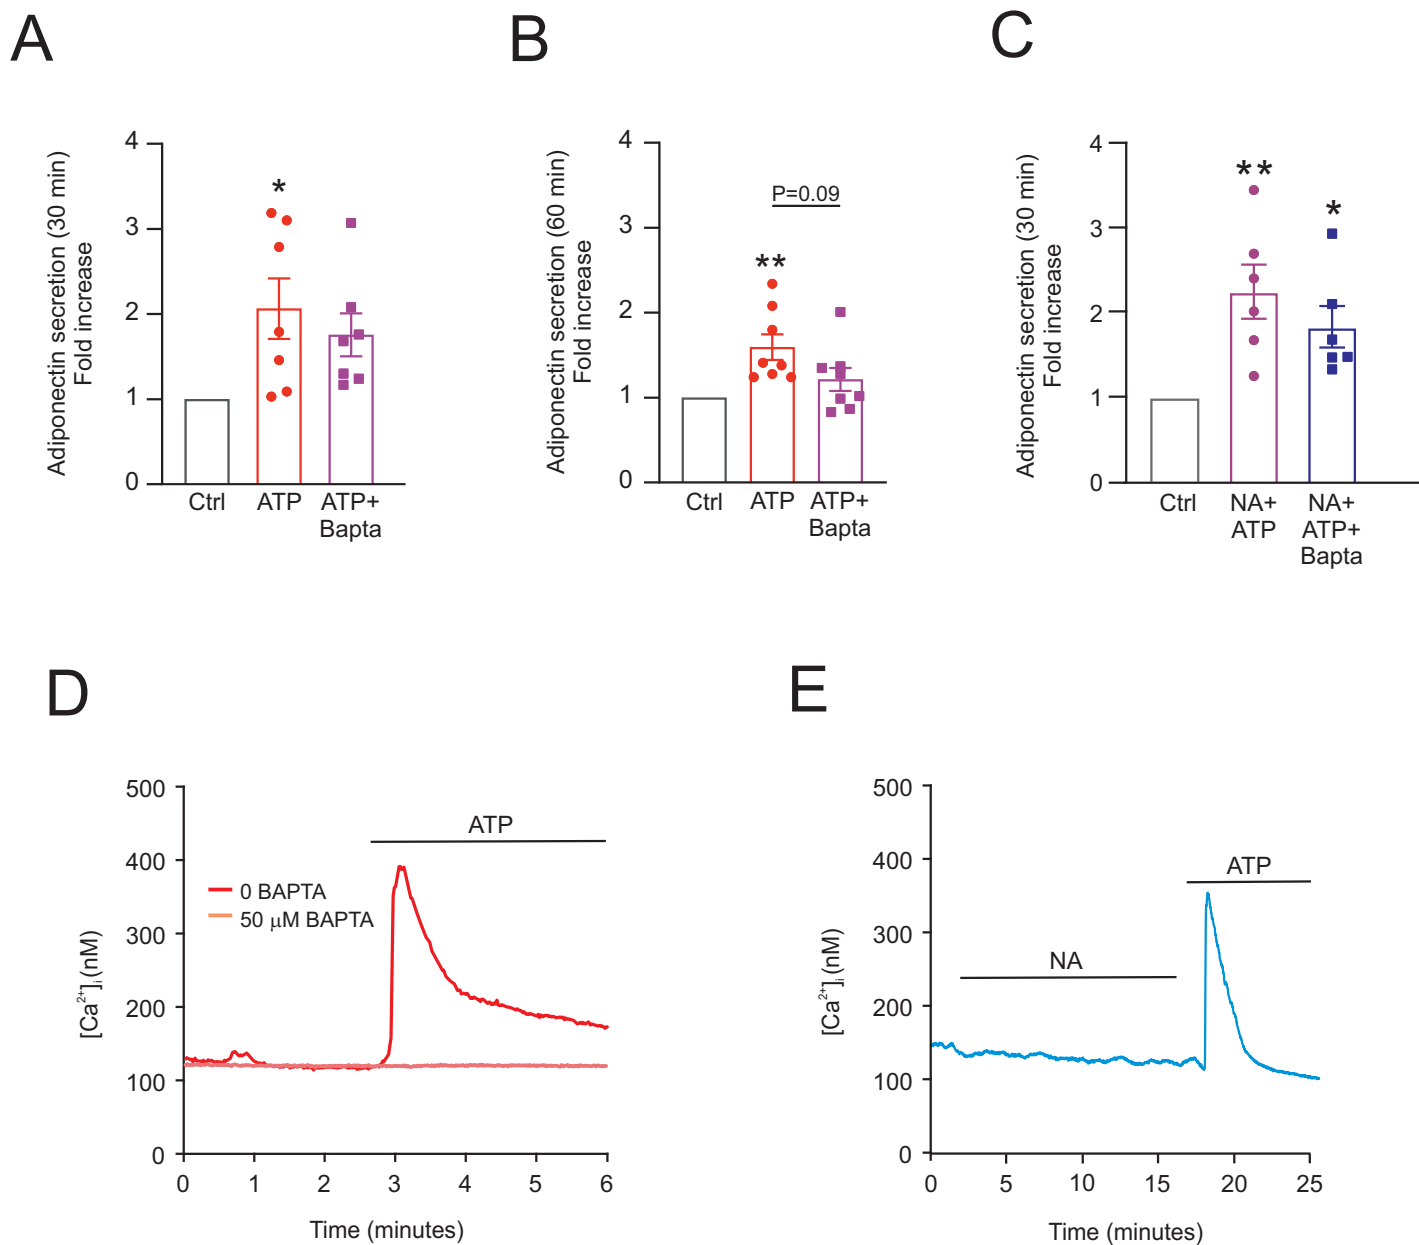 A
B
C
Adiponectin secretion (30 min)
Fold increase
4
3
2
1
0
*
Ctrl
ATP
ATP+
Bapta
Adiponectin secretion (60 min)
Fold increase
4
3
2
1
0
**
P=0.09
Ctrl
ATP
ATP+
Bapta
Adiponectin secretion (30 min)
Fold increase
4
3
2
1
0
**
*
Ctrl
NA+
ATP
NA+
ATP+
Bapta
D
E
[Ca²⁺]ᵢ (nM)
500
400
300
200
100
0
ATP
0 BAPTA
50 μM BAPTA
0 1 2 3 4 5 6
Time (minutes)
[Ca²⁺]ᵢ (nM)
500
400
300
200
100
0
NA
ATP
0 5 10 15 20 25
Time (minutes)